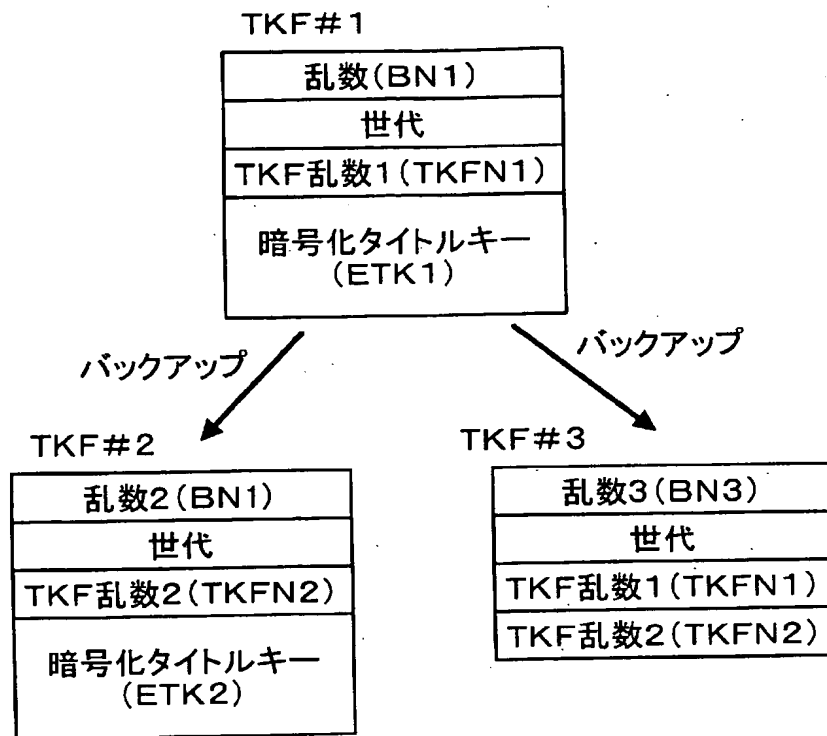 TKF#1
乱数(BN1)
世代
TKF乱数1(TKFN1)
暗号化タイトルキー
(ETK1)
バックアップ
バックアップ
TKF#2
乱数2(BN1)
世代
TKF乱数2(TKFN2)
暗号化タイトルキー
(ETK2)
TKF#3
乱数3(BN3)
世代
TKF乱数1(TKFN1)
TKF乱数2(TKFN2)